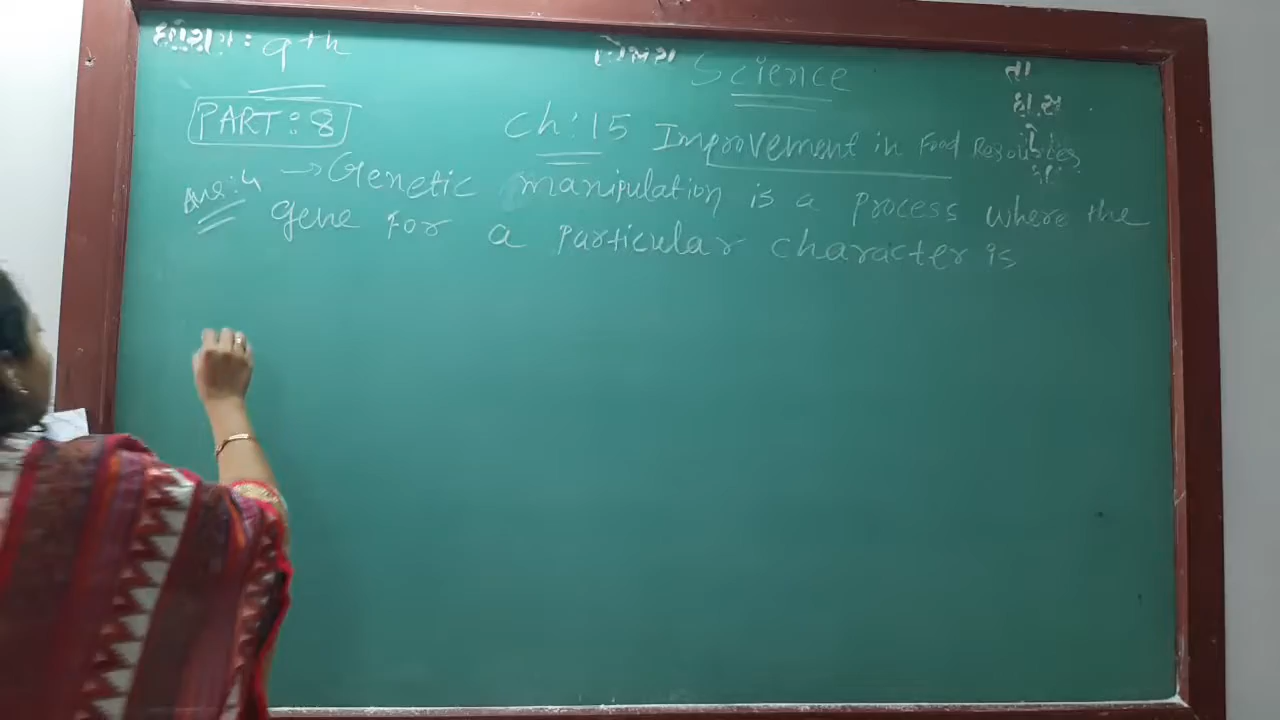 ધોરણ : 9th
વિષય Science
તા
PART : 8
Ch : 15 Improvement in Food Resources
Ans : 4 → Genetic manipulation is a process where the
gene for a particular character is